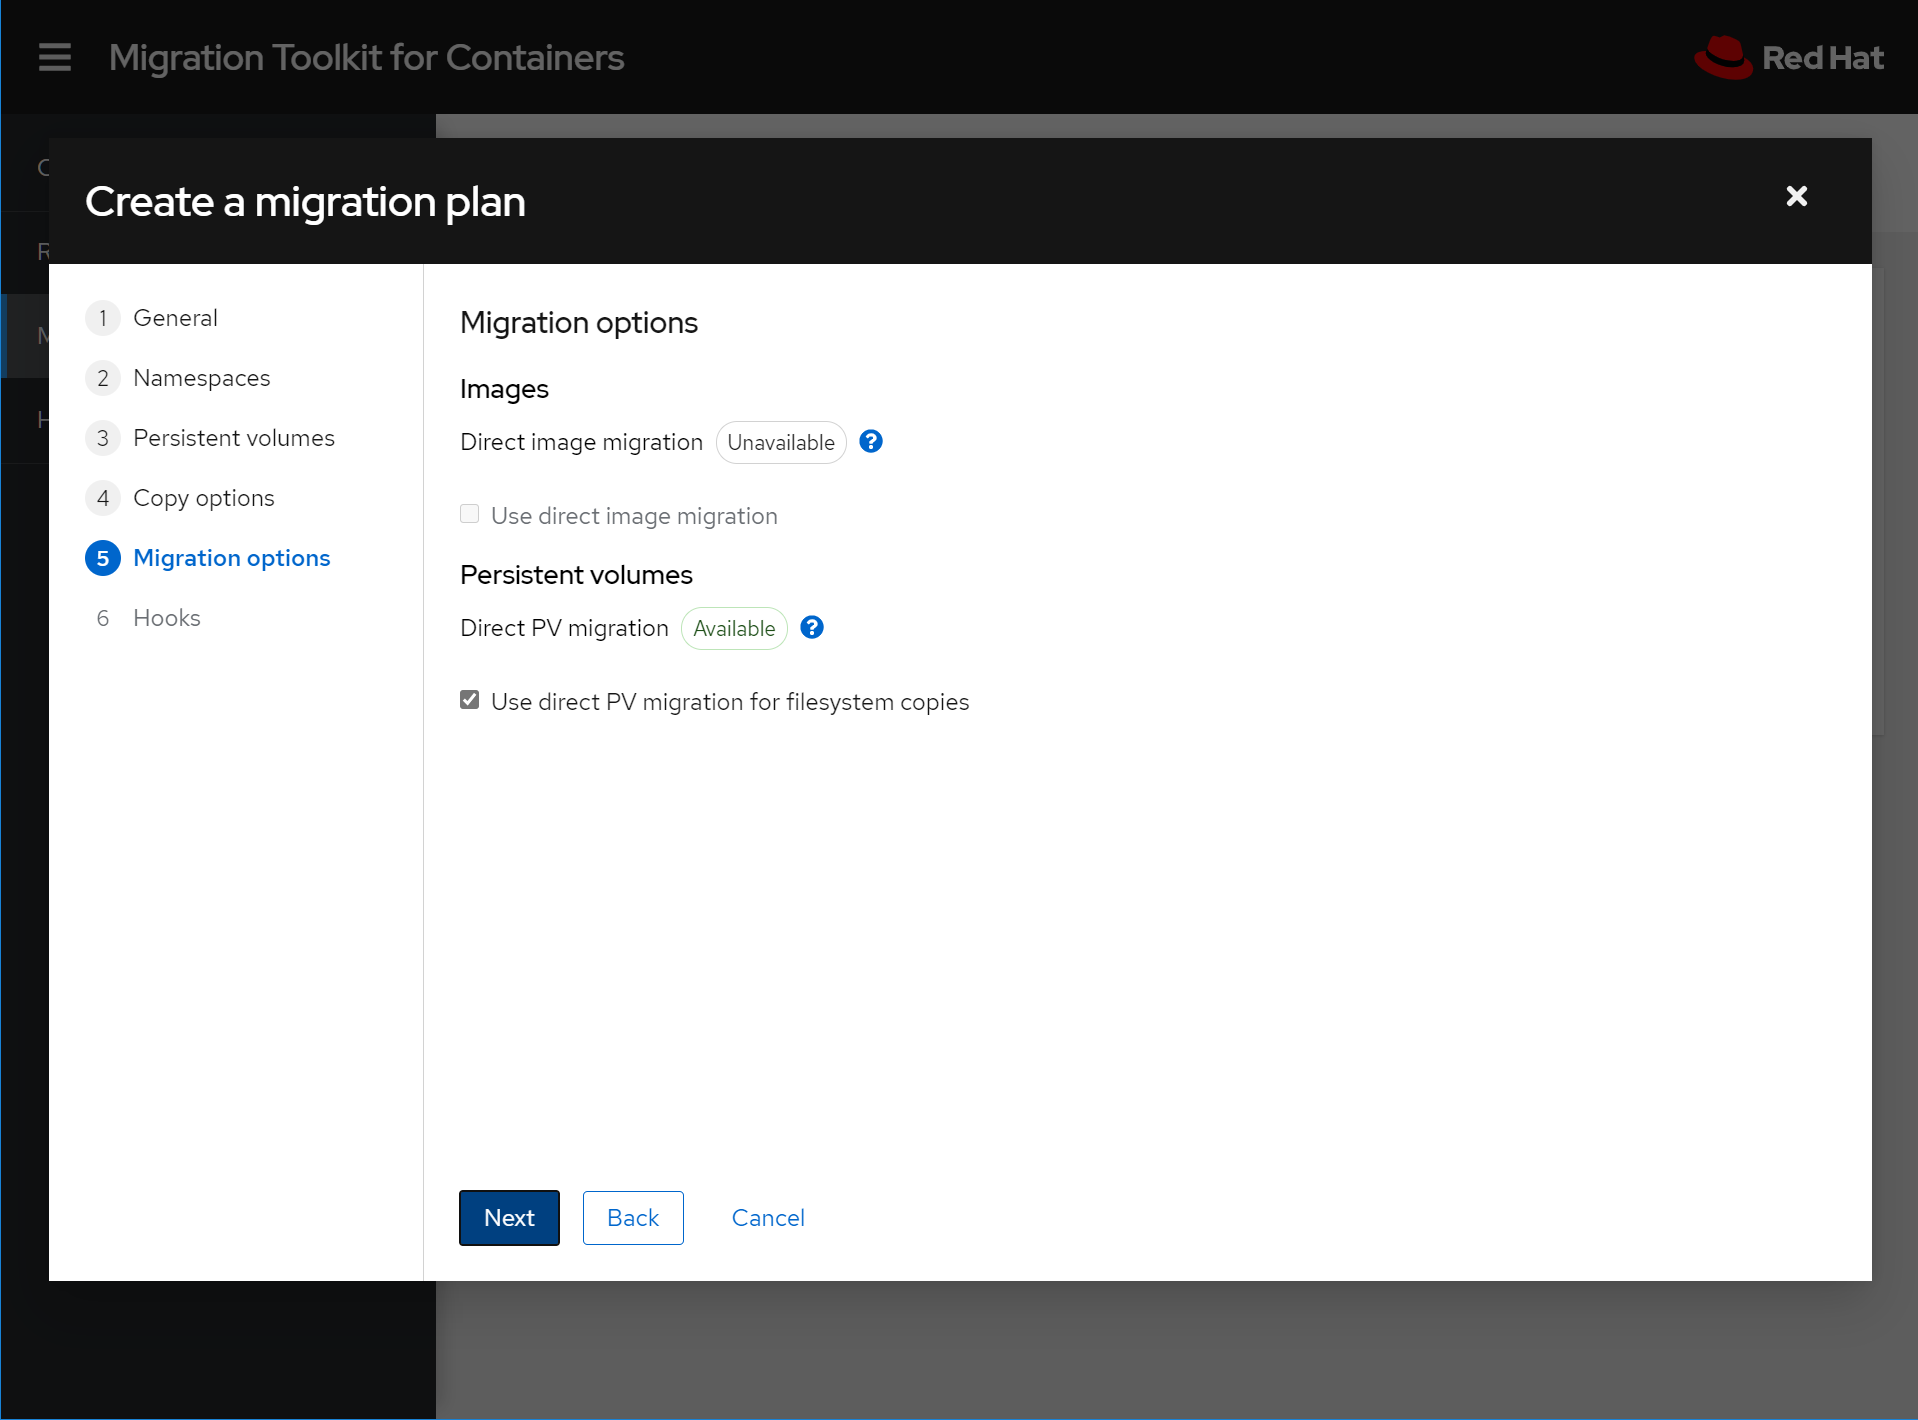 Migration Toolkit for Containers
Red Hat
Create a migration plan
1 General
2 Namespaces
3 Persistent volumes
4 Copy options
5 Migration options
6 Hooks
Migration options
Images
Direct image migration Unavailable ?
Use direct image migration
Persistent volumes
Direct PV migration Available ?
Use direct PV migration for filesystem copies
Next Back Cancel